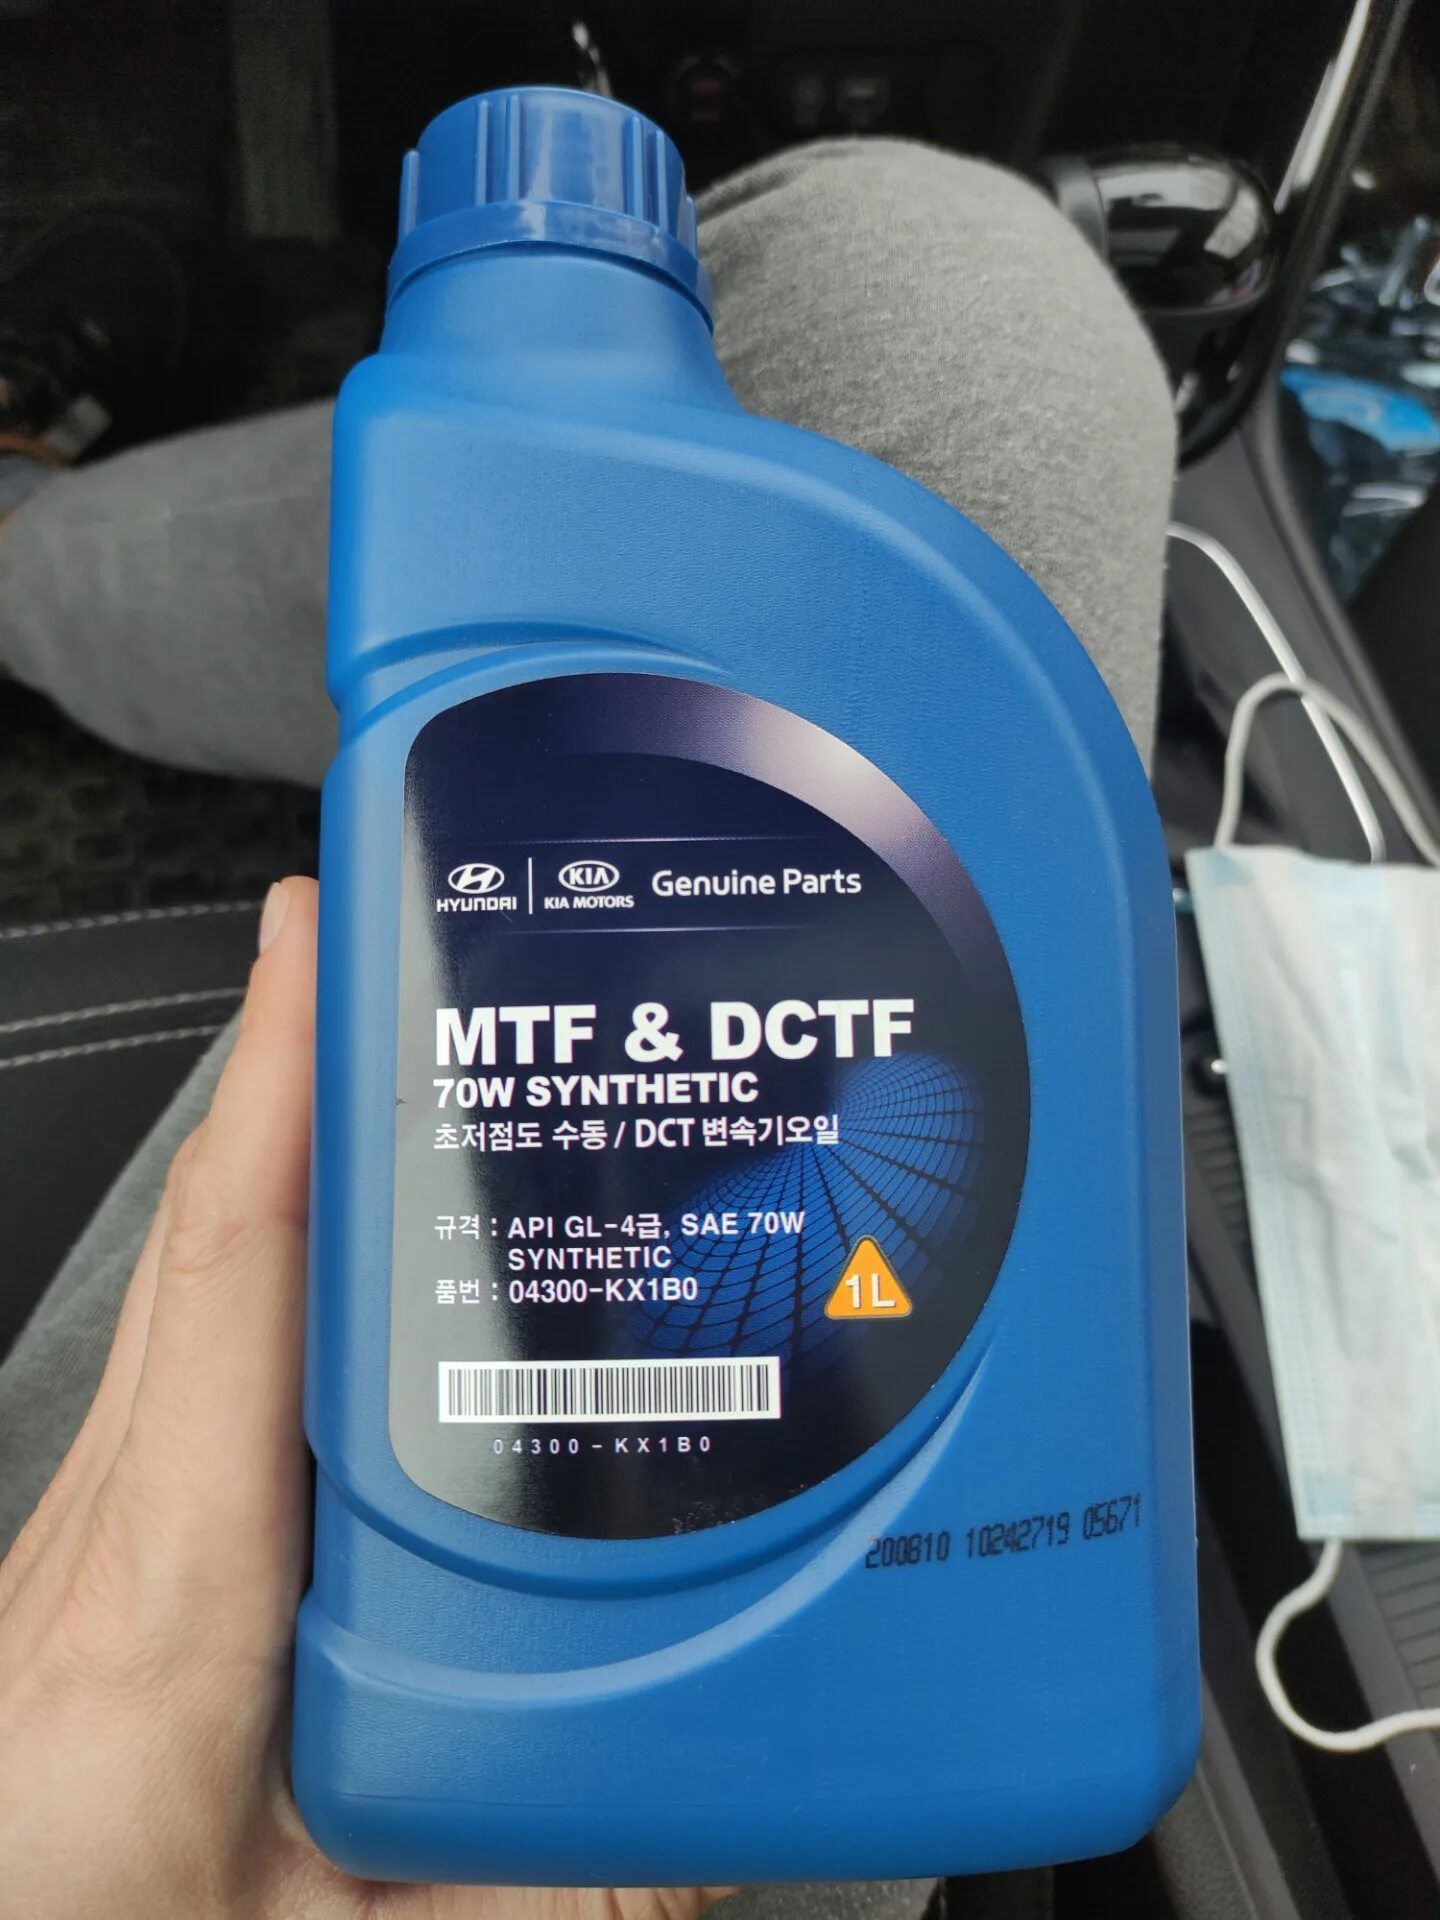 HYUNDAI KIA KIA MOTORS Genuine Parts
MTF & DCTF
70W SYNTHETIC
초저점도 수동 / DCT 변속기오일
규격 : API GL-4급, SAE 70W
SYNTHETIC
품번 : 04300-KX1B0
1L
04300-KX1B0
200810 10242719 05671